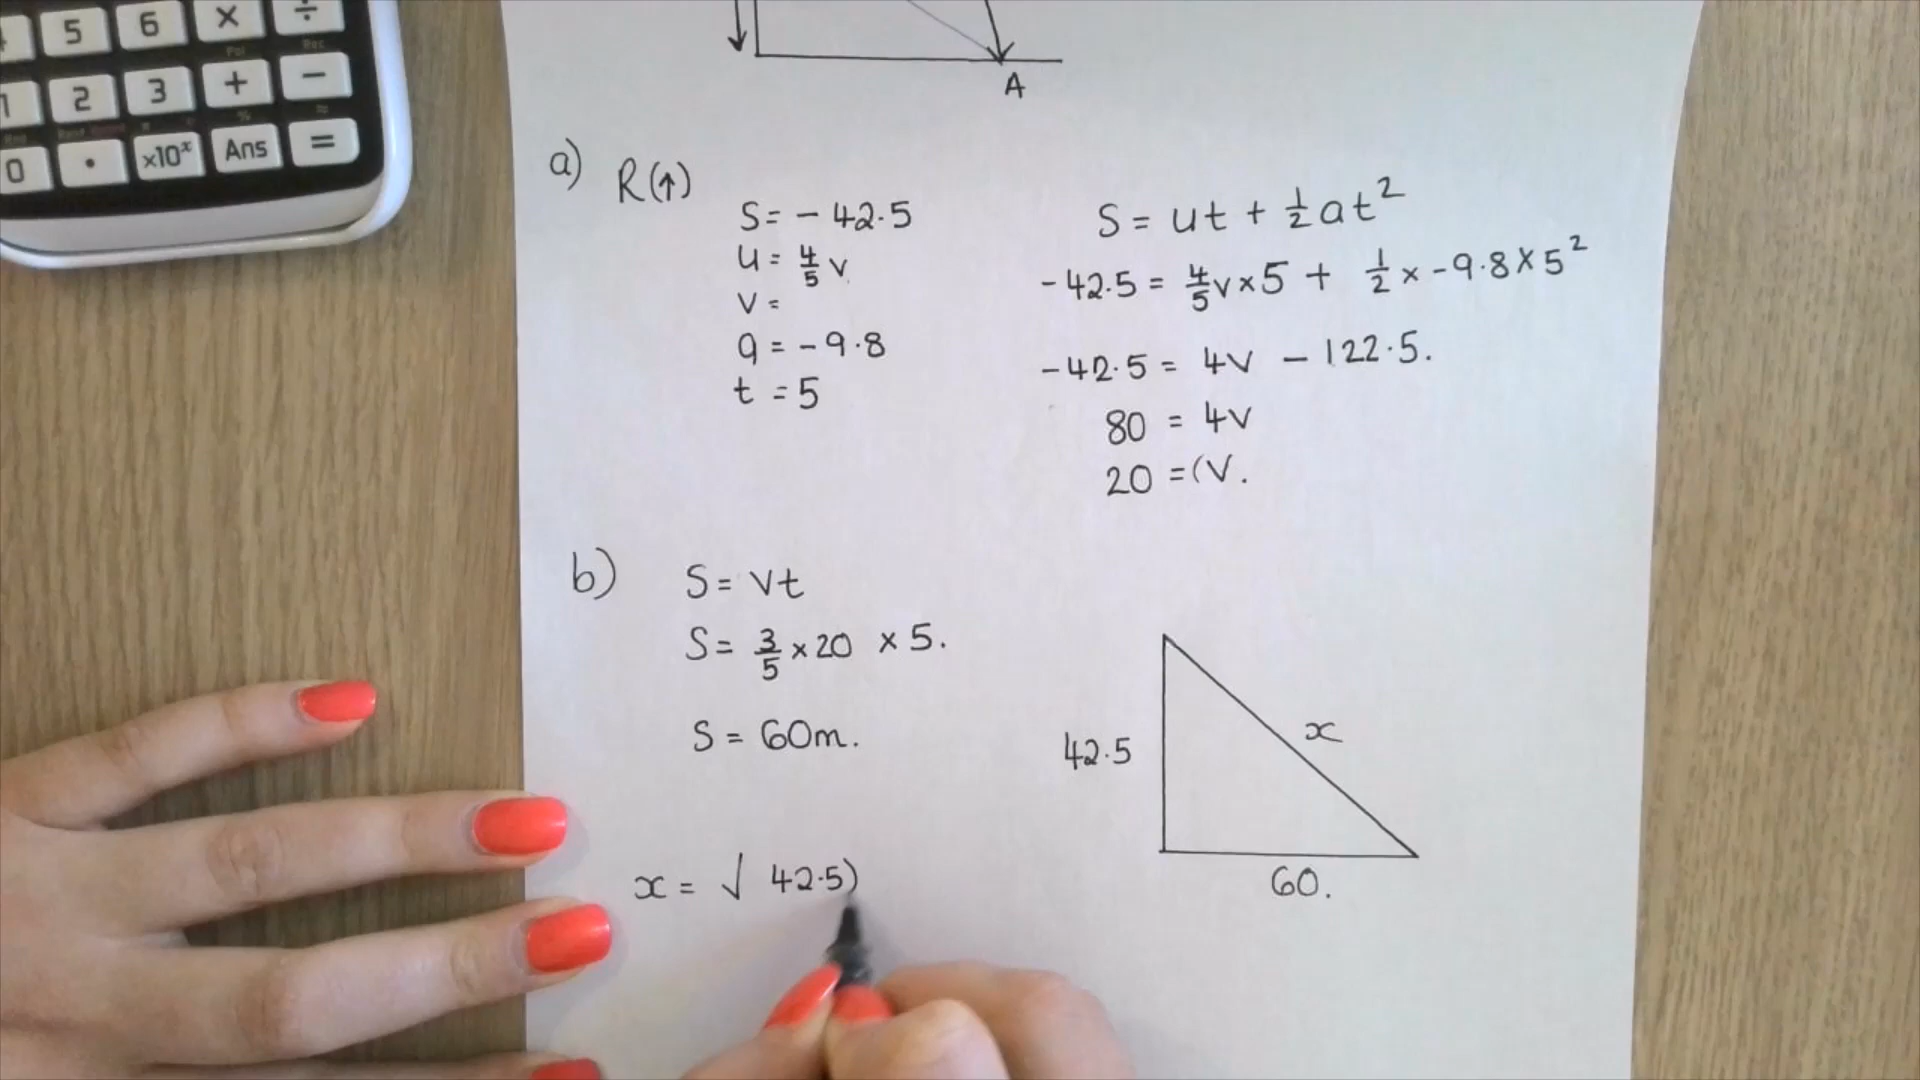 5 6 × ÷
1 2 3 + −
0 . ×10ˣ Ans =
A
a) R(↑)
S = - 42.5
u = 4/5 v
v =
a = - 9.8
t = 5
S = ut + 1/2 at²
-42.5 = 4/5 v × 5 + 1/2 × -9.8 × 5²
-42.5 = 4v - 122.5.
80 = 4v
20 = (v.
b) S = vt
S = 3/5 × 20 × 5.
S = 60m.
42.5
x
60.
x = √ 42.5)